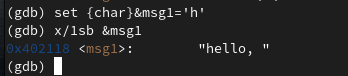 (gdb) set {char}&msg1='h'
(gdb) x/1sb &msg1
0x402118 <msg1>:        "hello, "
(gdb)